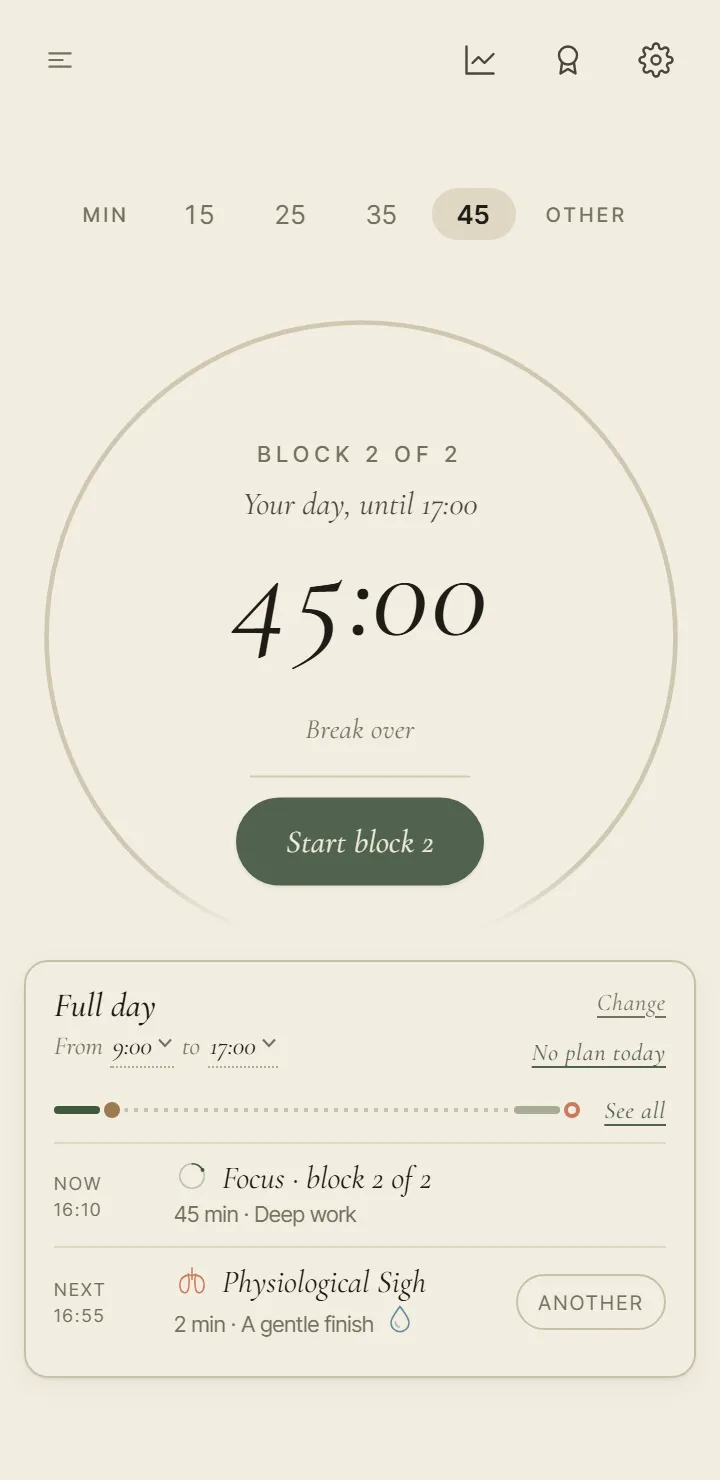 MIN 15 25 35 45 OTHER
BLOCK 2 OF 2
Your day, until 17:00
45:00
Break over
Start block 2
Full day
Change
From 9:00 to 17:00
No plan today
See all
NOW
16:10
Focus · block 2 of 2
45 min · Deep work
NEXT
16:55
Physiological Sigh
2 min · A gentle finish
ANOTHER